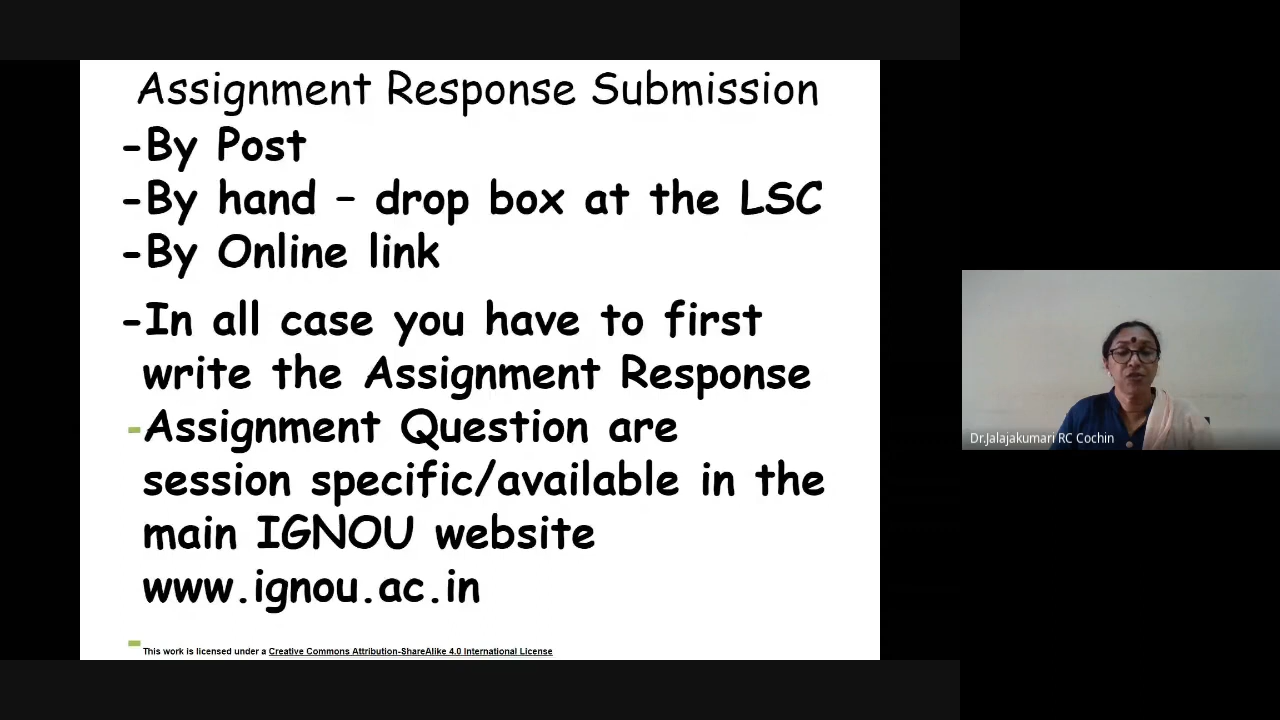 Assignment Response Submission
-By Post
-By hand – drop box at the LSC
-By Online link
-In all case you have to first
write the Assignment Response
-Assignment Question are
session specific/available in the
main IGNOU website
www.ignou.ac.in
-
This work is licensed under a Creative Commons Attribution-ShareAlike 4.0 International License
Dr.Jalajakumari RC Cochin